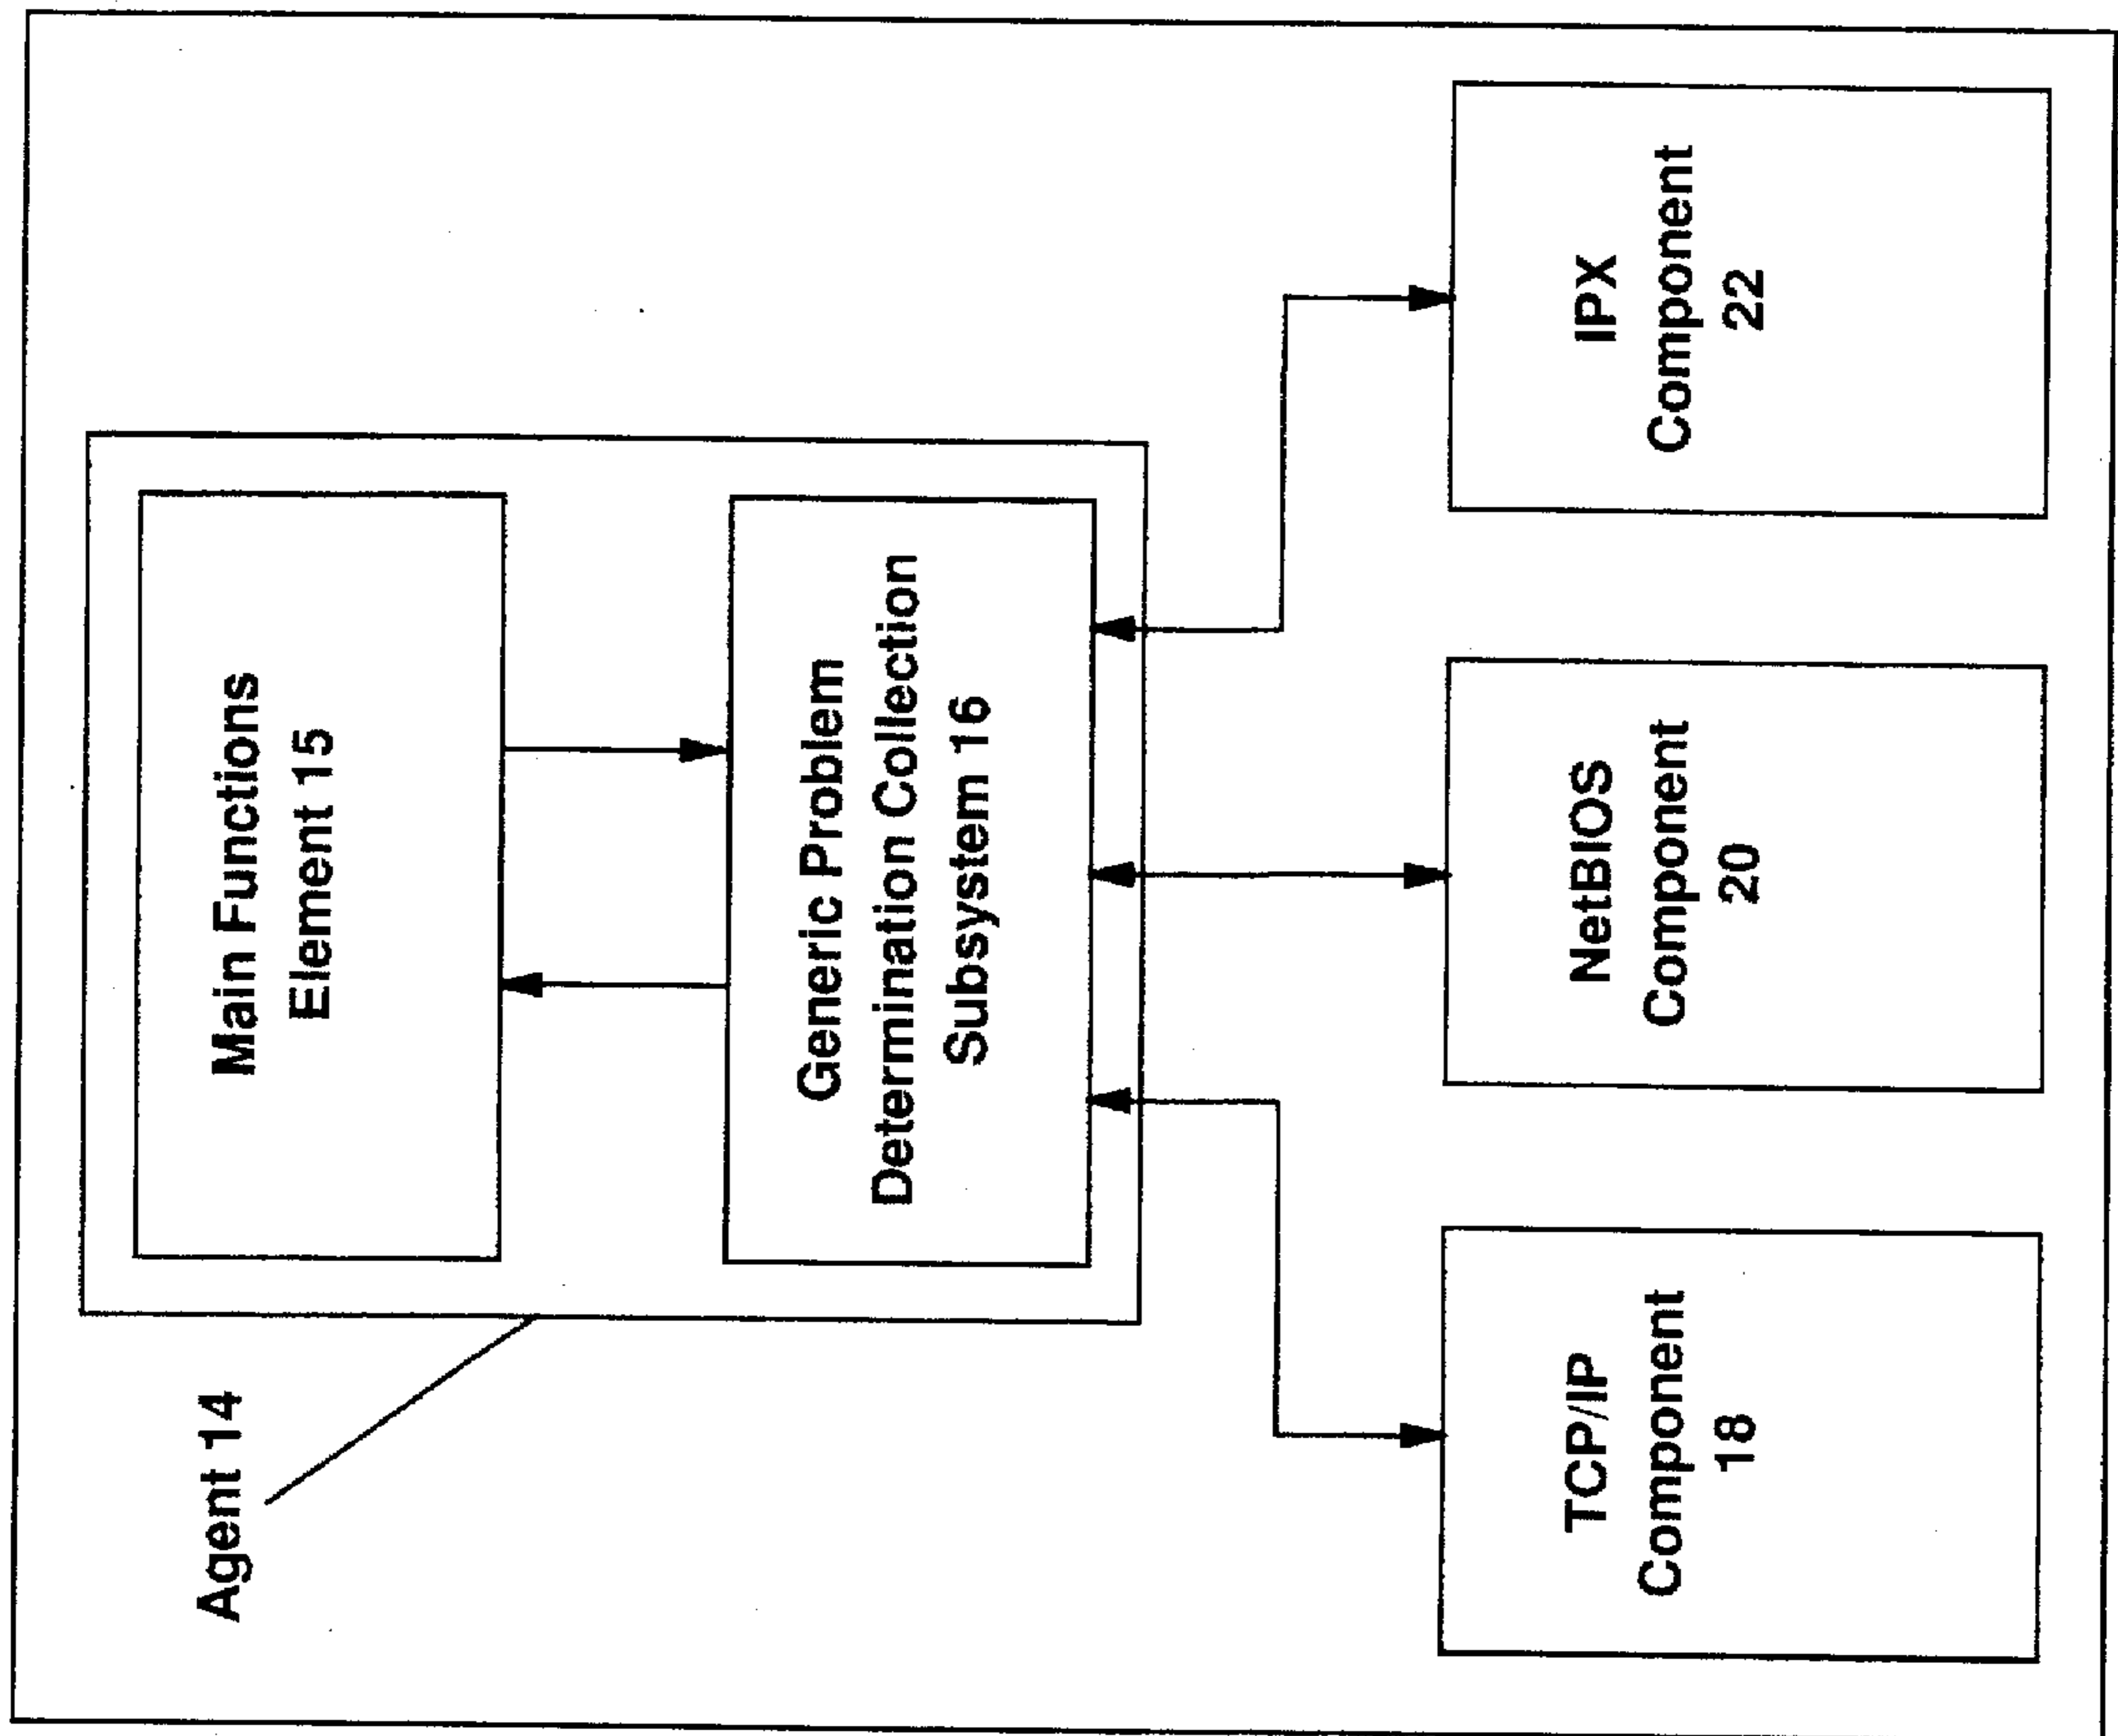 Agent 14
Main Functions
Element 15
Generic Problem
Determination Collection
Subsystem 16
TCP/IP
Component
18
NetBIOS
Component
20
IPX
Component
22